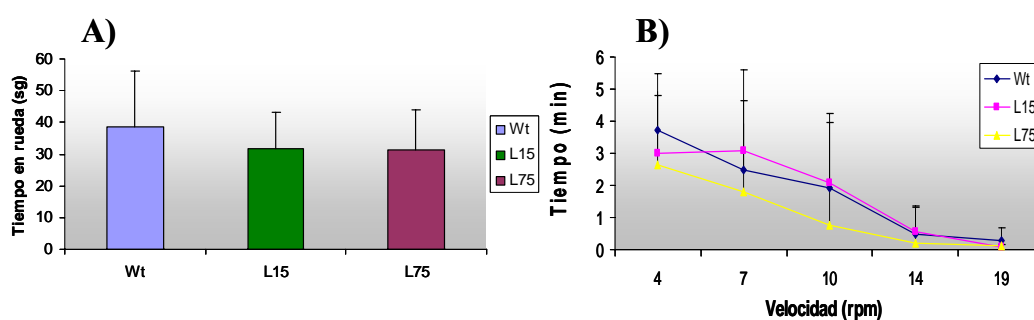 A)
60
50
40
30
20
10
0
Tiempo en rueda (sg)
Wt
L15
L75
Wt
L15
L75
B)
6
5
4
3
2
1
0
Tiempo (min)
4
7
10
14
19
Velocidad (rpm)
Wt
L15
L75